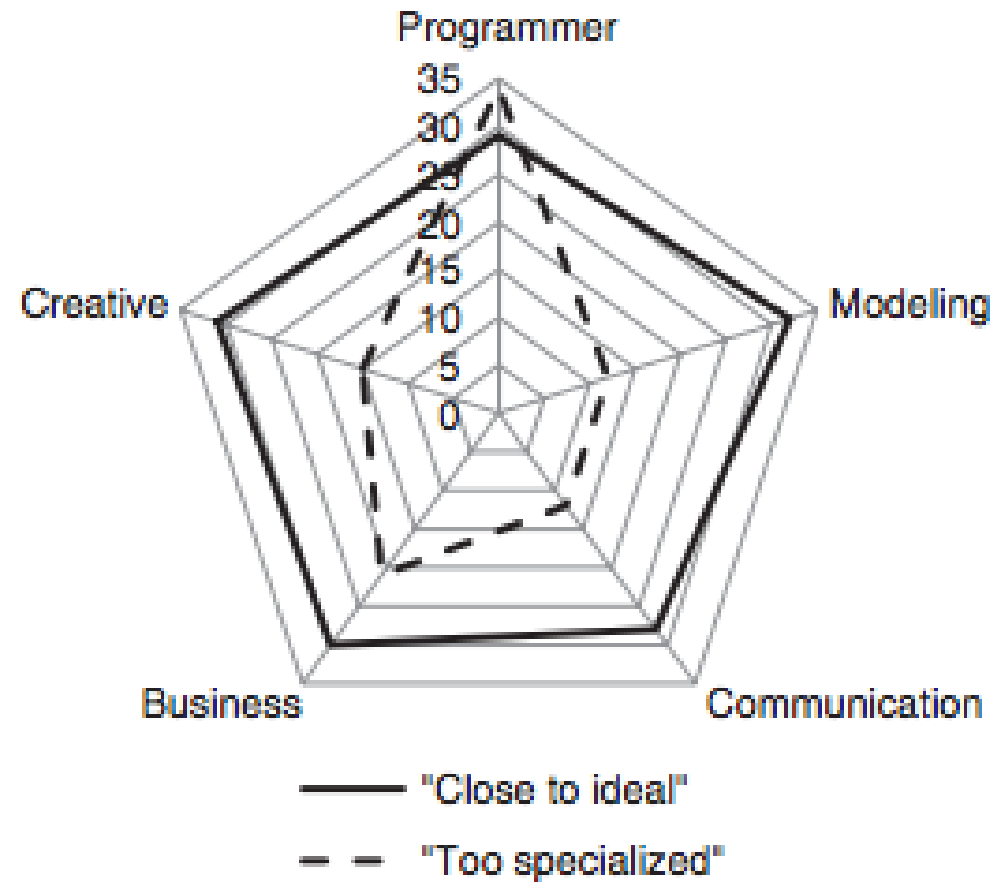 Programmer
35
30
25
20
15
10
5
0
Creative
Modeling
Business
Communication
"Close to ideal"
"Too specialized"